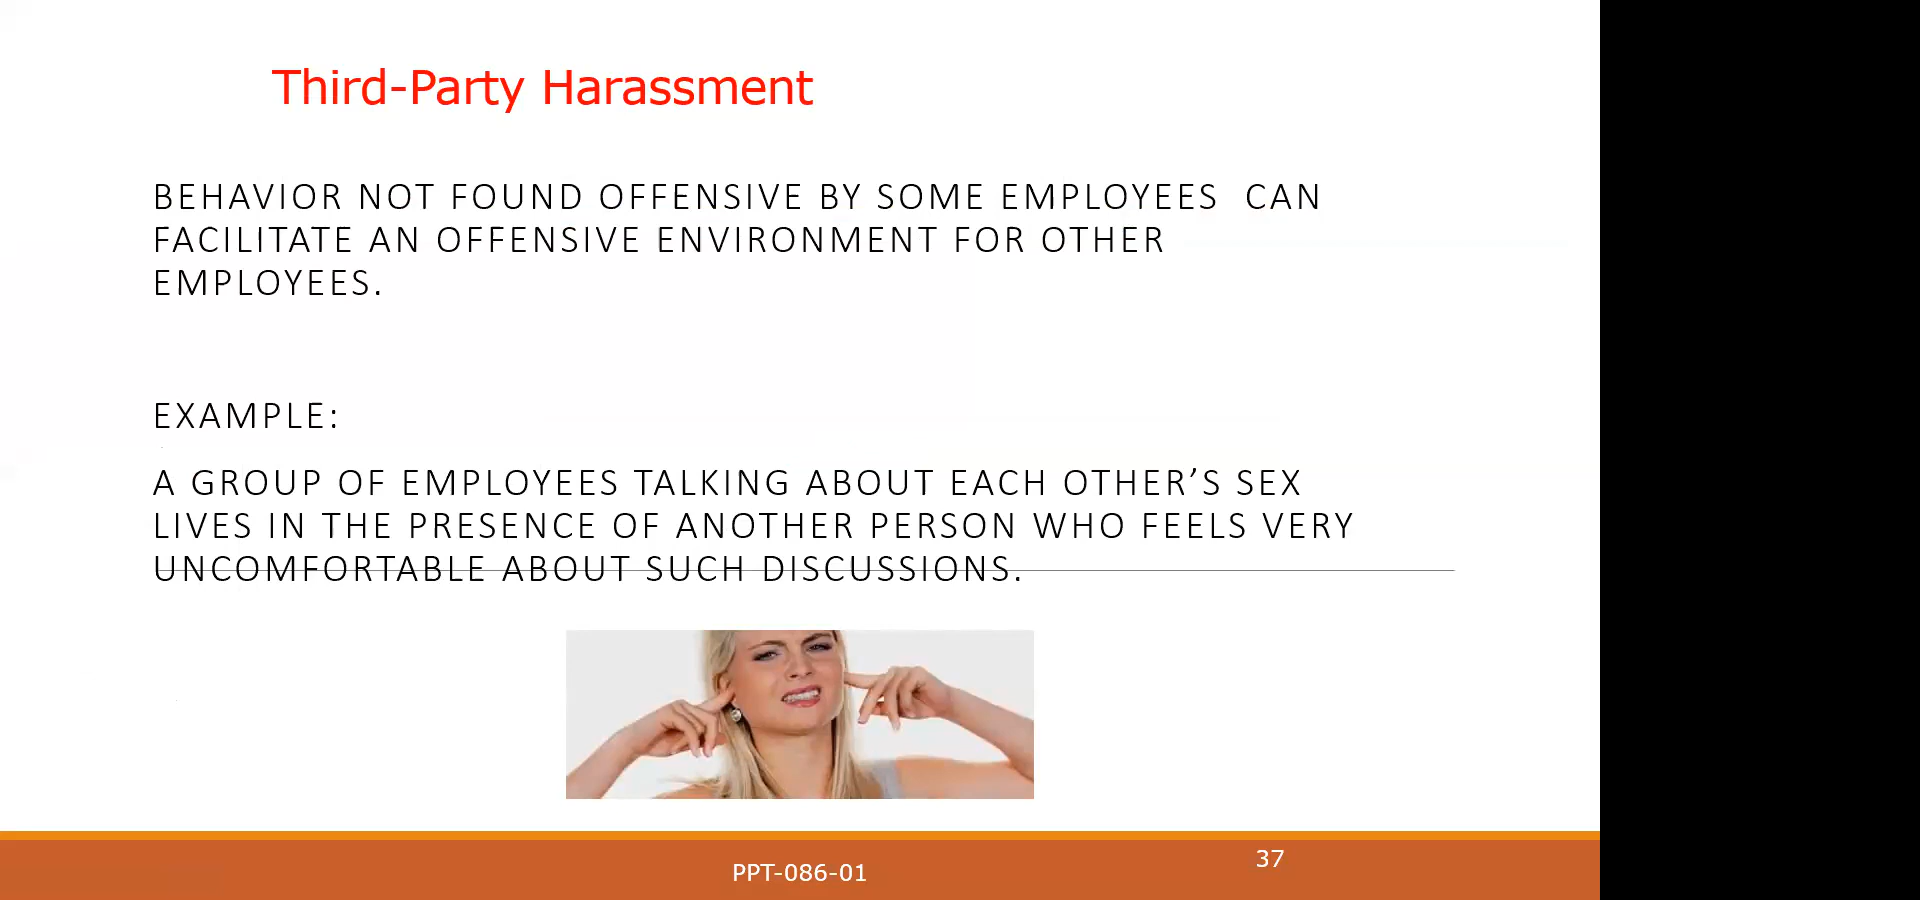 Third-Party Harassment
BEHAVIOR NOT FOUND OFFENSIVE BY SOME EMPLOYEES  CAN
FACILITATE AN OFFENSIVE ENVIRONMENT FOR OTHER
EMPLOYEES.
EXAMPLE:
A GROUP OF EMPLOYEES TALKING ABOUT EACH OTHER’S SEX
LIVES IN THE PRESENCE OF ANOTHER PERSON WHO FEELS VERY
UNCOMFORTABLE ABOUT SUCH DISCUSSIONS.
PPT-086-01
37